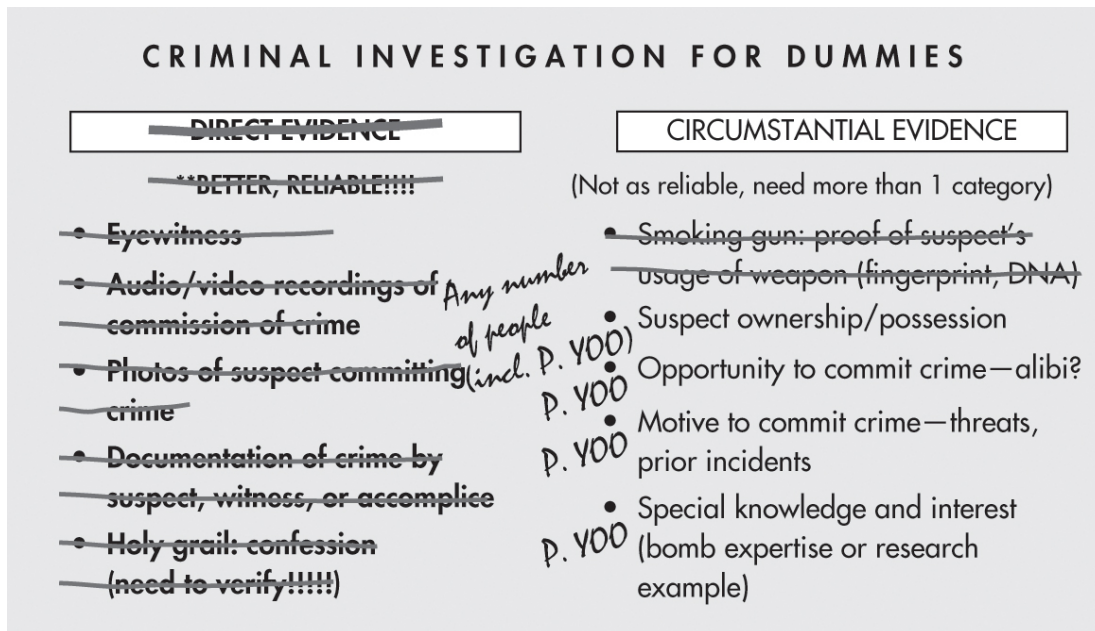 CRIMINAL INVESTIGATION FOR DUMMIES
DIRECT EVIDENCE
**BETTER, RELIABLE!!!!
• Eyewitness
• Audio/video recordings of
commission of crime
• Photos of suspect committing
crime
• Documentation of crime by
suspect, witness, or accomplice
• Holy grail: confession
(need to verify!!!!!)
CIRCUMSTANTIAL EVIDENCE
(Not as reliable, need more than 1 category)
• Smoking gun: proof of suspect's
usage of weapon (fingerprint, DNA)
Any number
of people
(incl. P. YOO)
• Suspect ownership/possession
P. YOO
• Opportunity to commit crime—alibi?
P. YOO
• Motive to commit crime—threats,
prior incidents
P. YOO
• Special knowledge and interest
(bomb expertise or research
example)